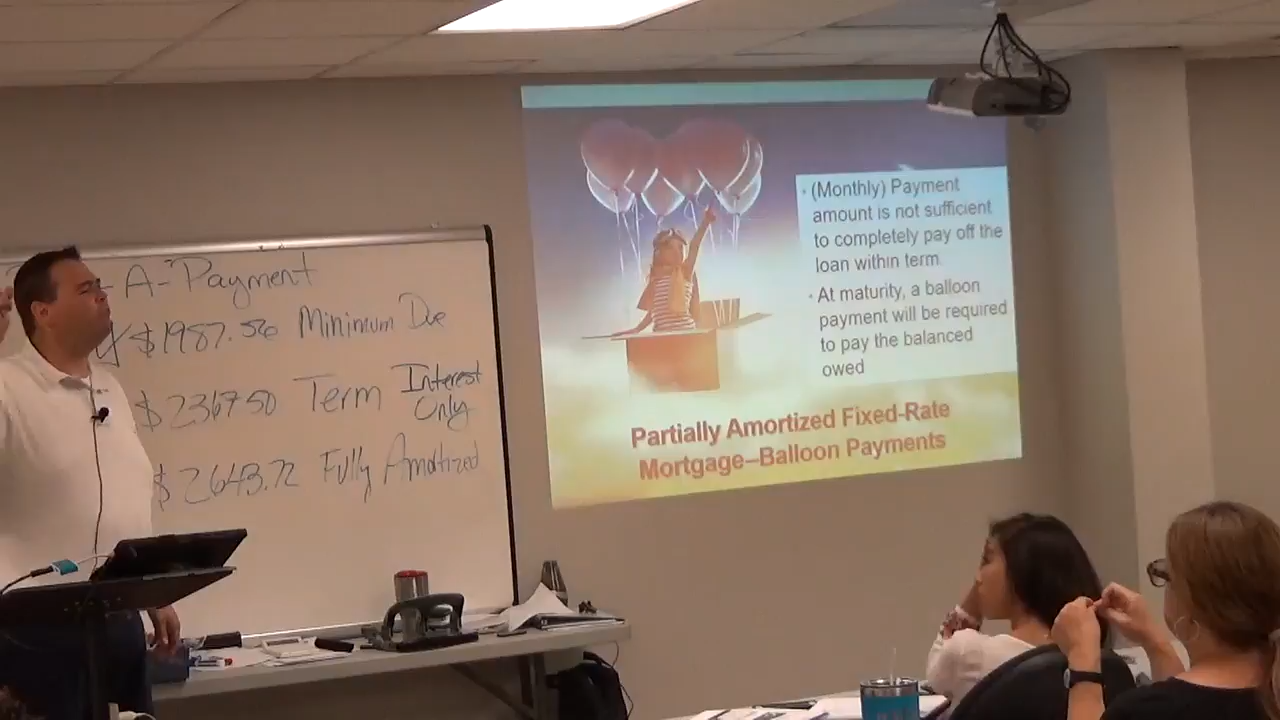 - A - Payment
$1987.56 Minimum Due
$2367.50 Term Interest Only
$2643.72 Fully Amatized
(Monthly) Payment
amount is not sufficient
to completely pay off the
loan within term.
At maturity, a balloon
payment will be required
to pay the balanced
owed
Partially Amortized Fixed-Rate
Mortgage–Balloon Payments